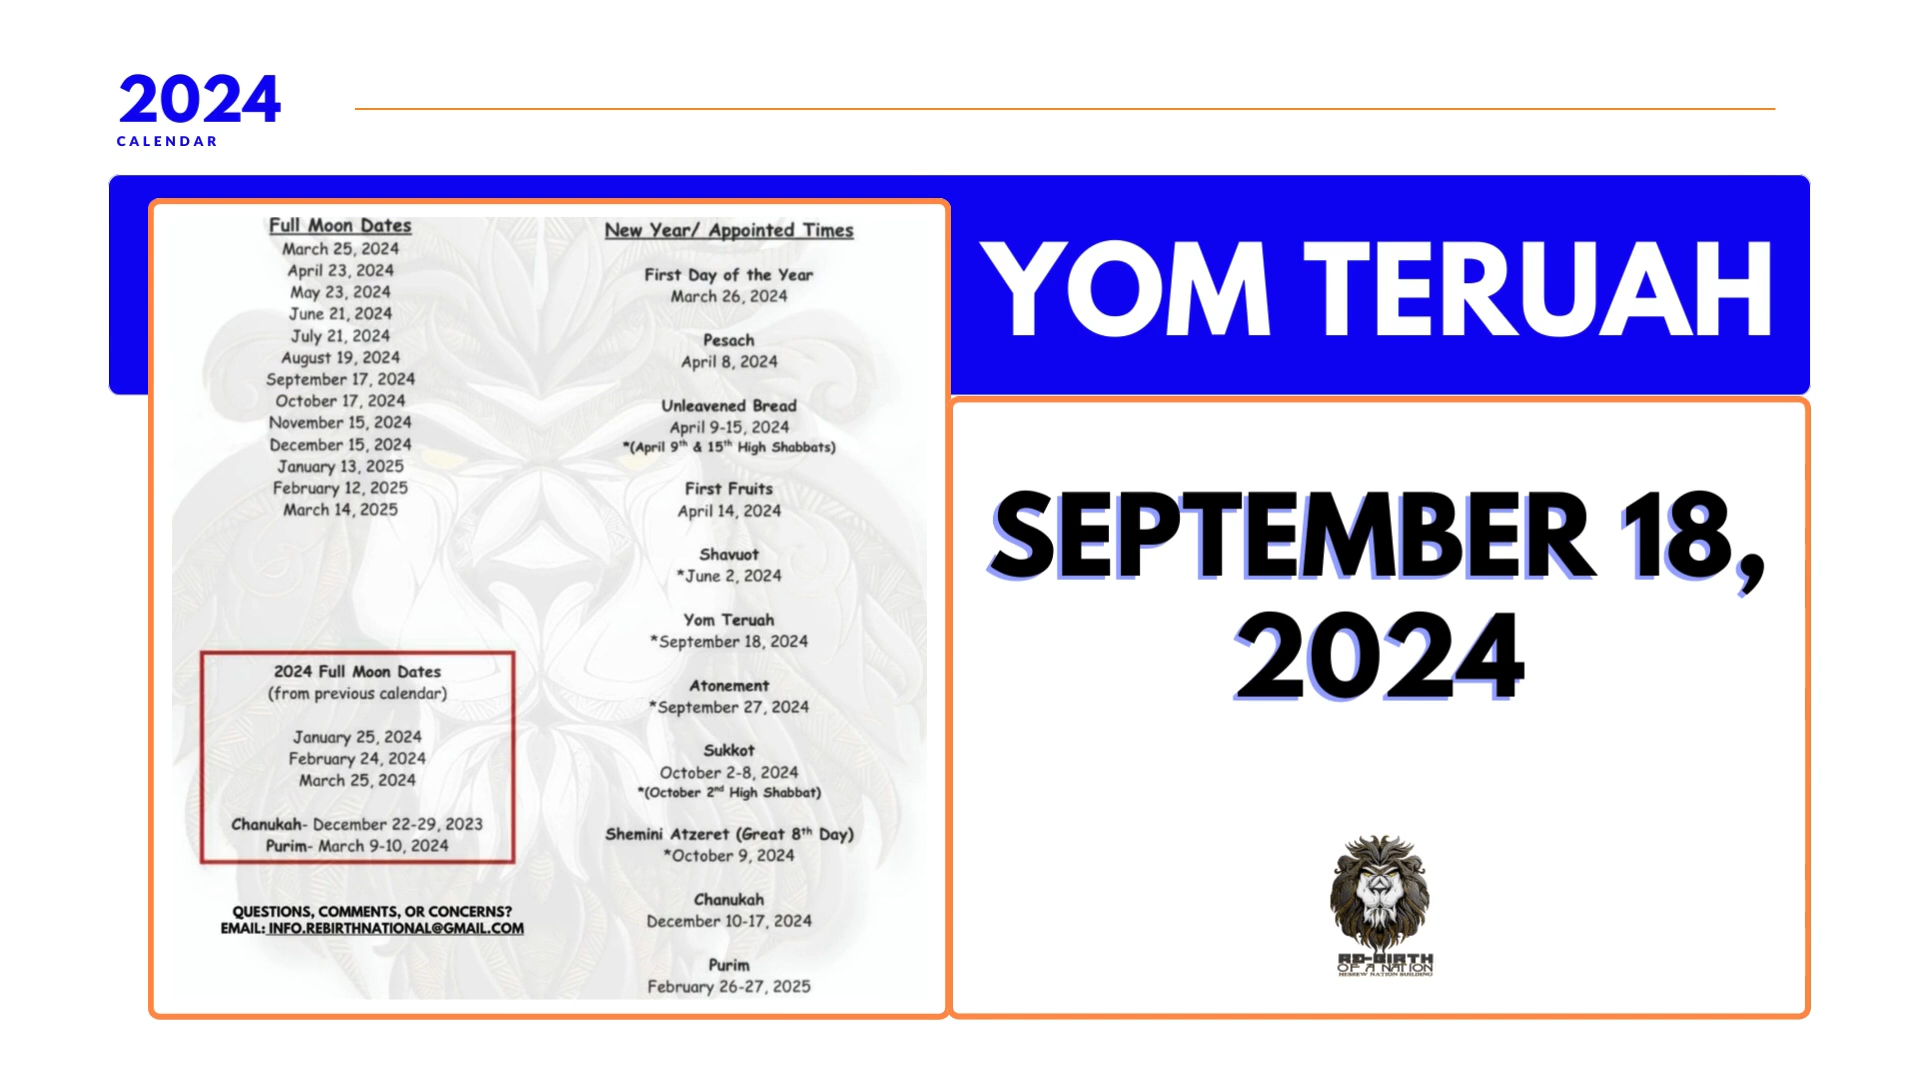 2024
CALENDAR
Full Moon Dates
March 25, 2024
April 23, 2024
May 23, 2024
June 21, 2024
July 21, 2024
August 19, 2024
September 17, 2024
October 17, 2024
November 15, 2024
December 15, 2024
January 13, 2025
February 12, 2025
March 14, 2025
2024 Full Moon Dates
(from previous calendar)
January 25, 2024
February 24, 2024
March 25, 2024
Chanukah- December 22-29, 2023
Purim- March 9-10, 2024
QUESTIONS, COMMENTS, OR CONCERNS?
EMAIL: INFO.REBIRTHNATIONAL@GMAIL.COM
New Year/ Appointed Times
First Day of the Year
March 26, 2024
Pesach
April 8, 2024
Unleavened Bread
April 9-15, 2024
*(April 9th & 15th High Shabbats)
First Fruits
April 14, 2024
Shavuot
*June 2, 2024
Yom Teruah
*September 18, 2024
Atonement
*September 27, 2024
Sukkot
October 2-8, 2024
*(October 2nd High Shabbat)
Shemini Atzeret (Great 8th Day)
*October 9, 2024
Chanukah
December 10-17, 2024
Purim
February 26-27, 2025
YOM TERUAH
SEPTEMBER 18,
2024
RE-BIRTH
OF A NATION
HEBREW NATION BUILDING